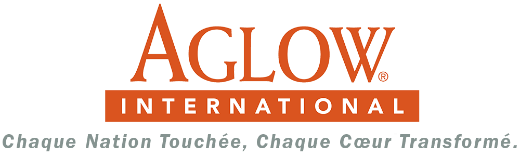 AGLOW®
INTERNATIONAL
Chaque Nation Touchée, Chaque Cœur Transformé.